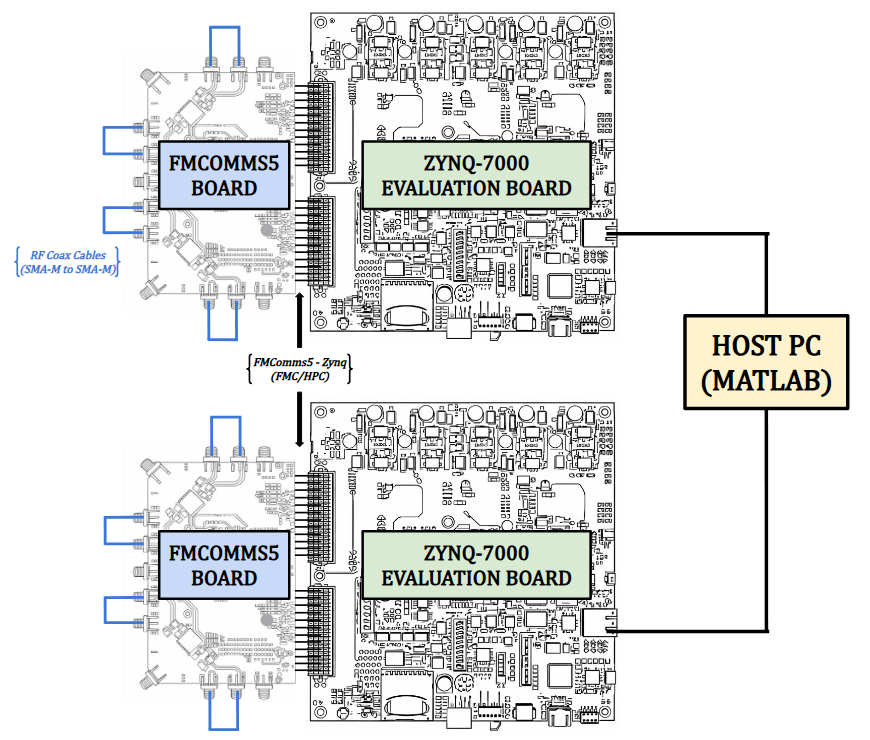 FMCOMMS5
BOARD
ZYNQ-7000
EVALUATION BOARD
RF Coax Cables
(SMA-M to SMA-M)
HOST PC
(MATLAB)
FMComms5 - Zynq
(FMC/HPC)
FMCOMMS5
BOARD
ZYNQ-7000
EVALUATION BOARD